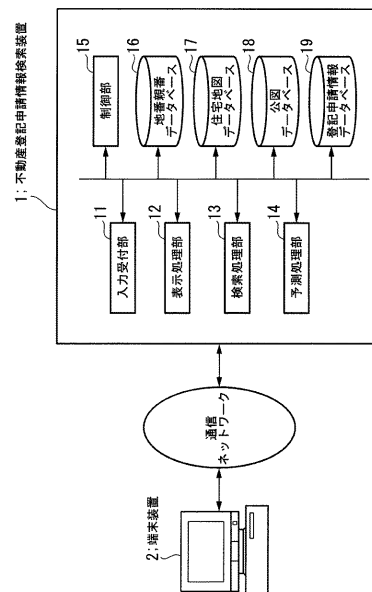 1;不動産登記申請情報検索装置
15
制御部
16
地番親番
データベース
17
住宅地図
データベース
18
公図
データベース
19
登記申請情報
データベース
11
入力受付部
12
表示処理部
13
検索処理部
14
予測処理部
通信
ネットワーク
2;端末装置